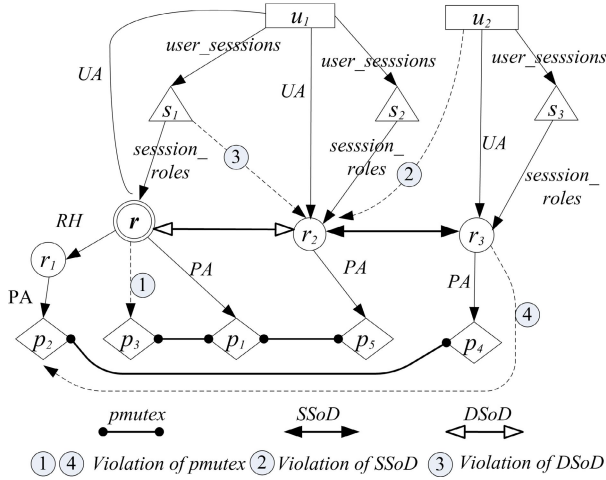 u1 u2
user_sesssions user_sesssions
UA
s1 UA s2 s3
sesssion_ roles
3
sesssion_ roles
2
UA
sesssion_ roles
RH r r2 r3
r1
PA 1 PA PA PA
4
p2 p3 p1 p5 p4
pmutex SSoD DSoD
1 4 Violation of pmutex 2 Violation of SSoD 3 Violation of DSoD